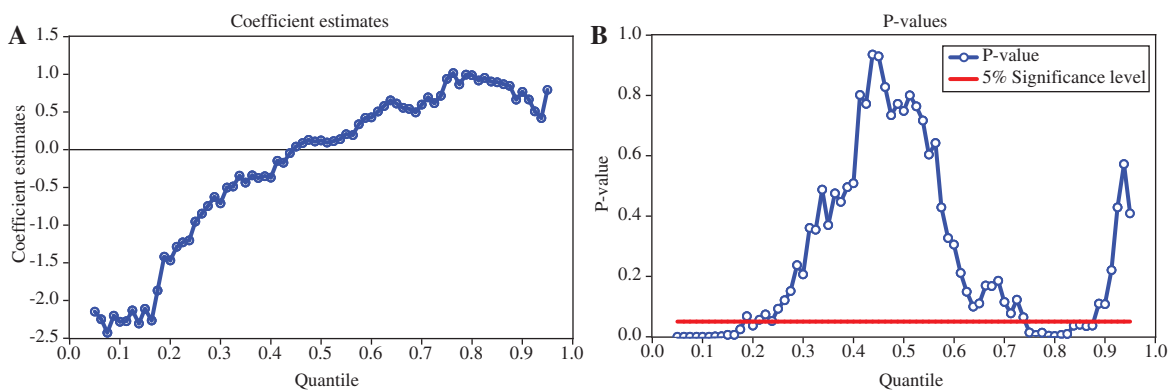 A
Coefficient estimates
Coefficient estimates
1.5
1.0
0.5
0.0
-0.5
-1.0
-1.5
-2.0
-2.5
0.0 0.1 0.2 0.3 0.4 0.5 0.6 0.7 0.8 0.9 1.0
Quantile
B
P-values
P-value
1.0
0.8
0.6
0.4
0.2
0.0
P-value
5% Significance level
0.0 0.1 0.2 0.3 0.4 0.5 0.6 0.7 0.8 0.9 1.0
Quantile